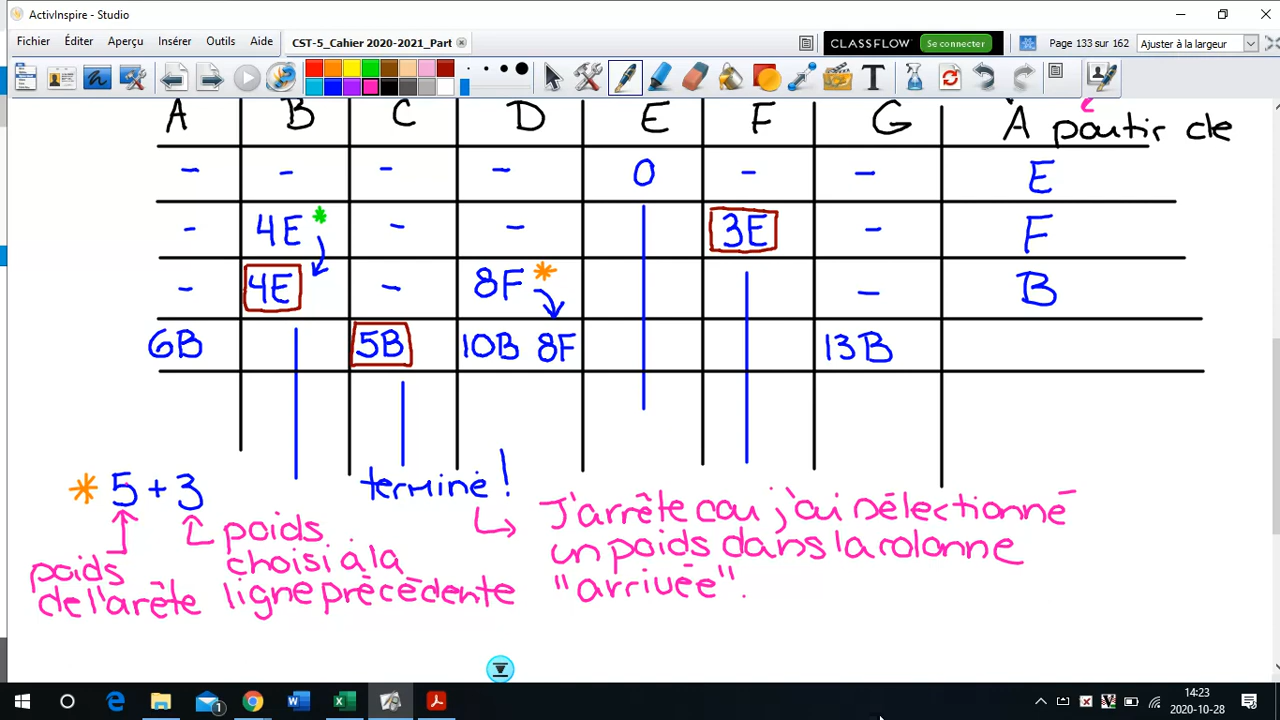 ActivInspire - Studio
Fichier Éditer Aperçu Insérer Outils Aide CST-5_Cahier 2020-2021_Part CLASSFLOW Se connecter Page 133 sur 162 Ajuster à la largeur
A B C D E F G À partir de
- - - - 0 - - E
- 4E * - - 3E - F
- 4E - 8F * - B
6B 5B 10B 8F 13B
* 5 + 3
poids de l'arête
poids
choisi à la
ligne précédente
terminé !
J'arrête car j'ai sélectionné
un poids dans la colonne
"arrivée".
1
14:23
2020-10-28